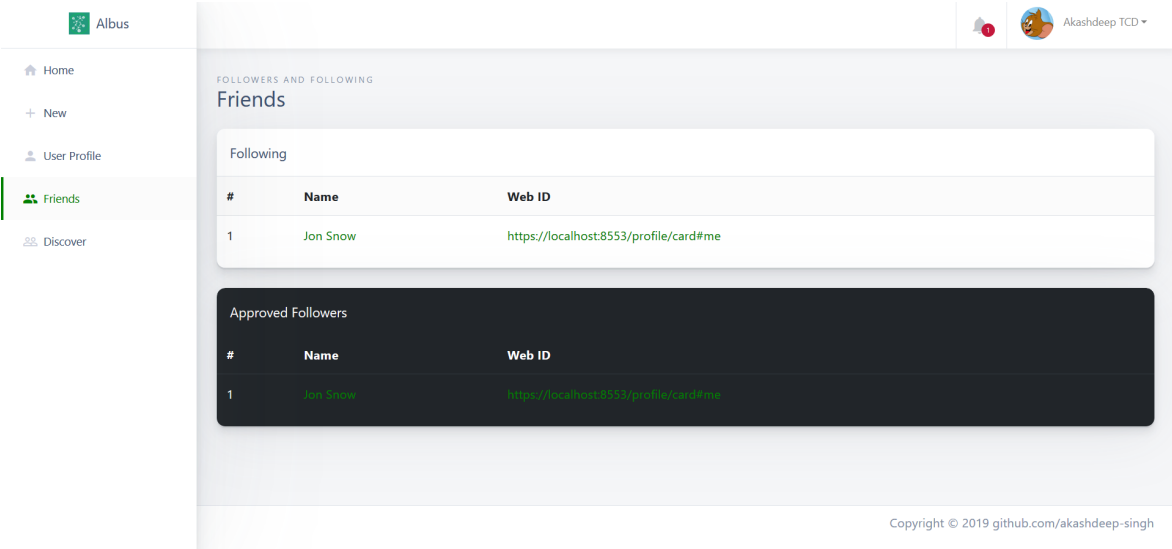 Albus
1
Akashdeep TCD
Home
New
User Profile
Friends
Discover
FOLLOWERS AND FOLLOWING
Friends
Following
# Name Web ID
1 Jon Snow https://localhost:8553/profile/card#me
Approved Followers
# Name Web ID
1 Jon Snow https://localhost:8553/profile/card#me
Copyright © 2019 github.com/akashdeep-singh